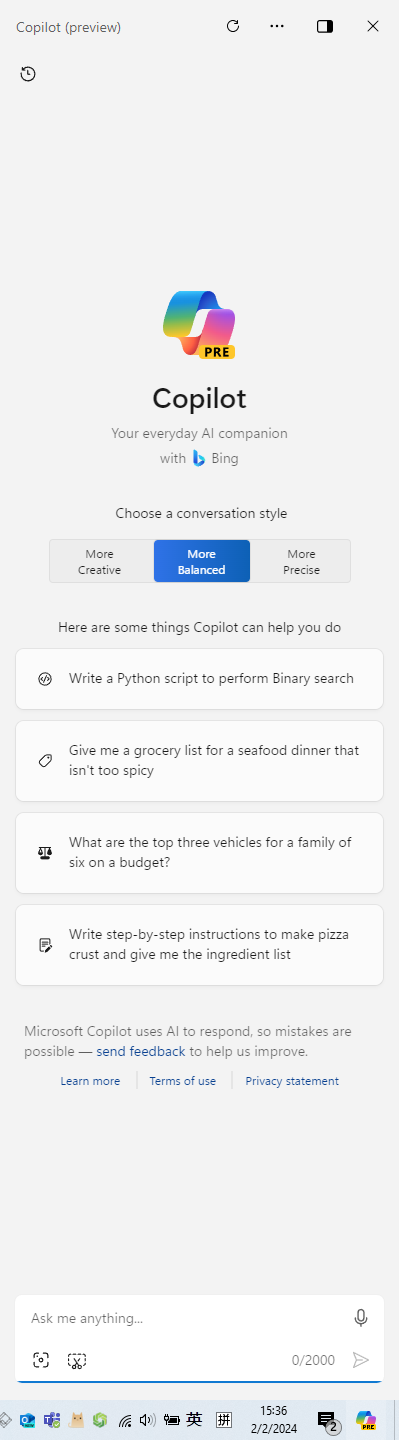 Copilot (preview)
PRE
Copilot
Your everyday AI companion
with Bing
Choose a conversation style
More
Creative
More
Balanced
More
Precise
Here are some things Copilot can help you do
Write a Python script to perform Binary search
Give me a grocery list for a seafood dinner that
isn't too spicy
What are the top three vehicles for a family of
six on a budget?
Write step-by-step instructions to make pizza
crust and give me the ingredient list
Microsoft Copilot uses AI to respond, so mistakes are
possible — send feedback to help us improve.
Learn more
Terms of use
Privacy statement
Ask me anything...
0/2000
英
拼
15:36
2/2/2024
2
PRE